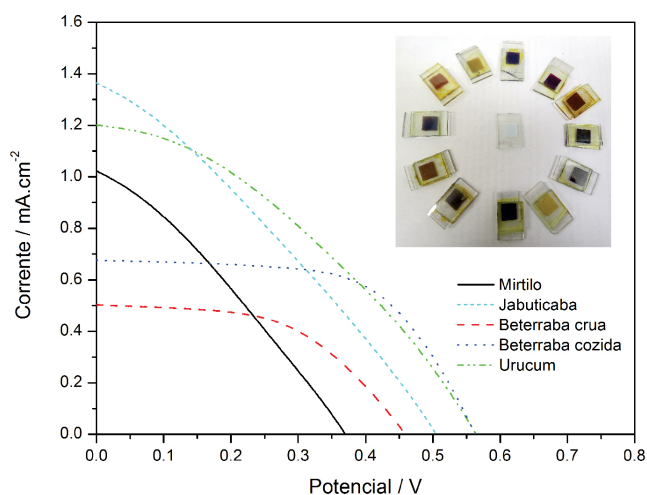 1.6
1.4
1.2
1.0
0.8
0.6
0.4
0.2
0.0
Corrente / mA.cm-2
Mirtilo
Jabuticaba
Beterraba crua
Beterraba cozida
Urucum
0.0 0.1 0.2 0.3 0.4 0.5 0.6 0.7 0.8
Potencial / V